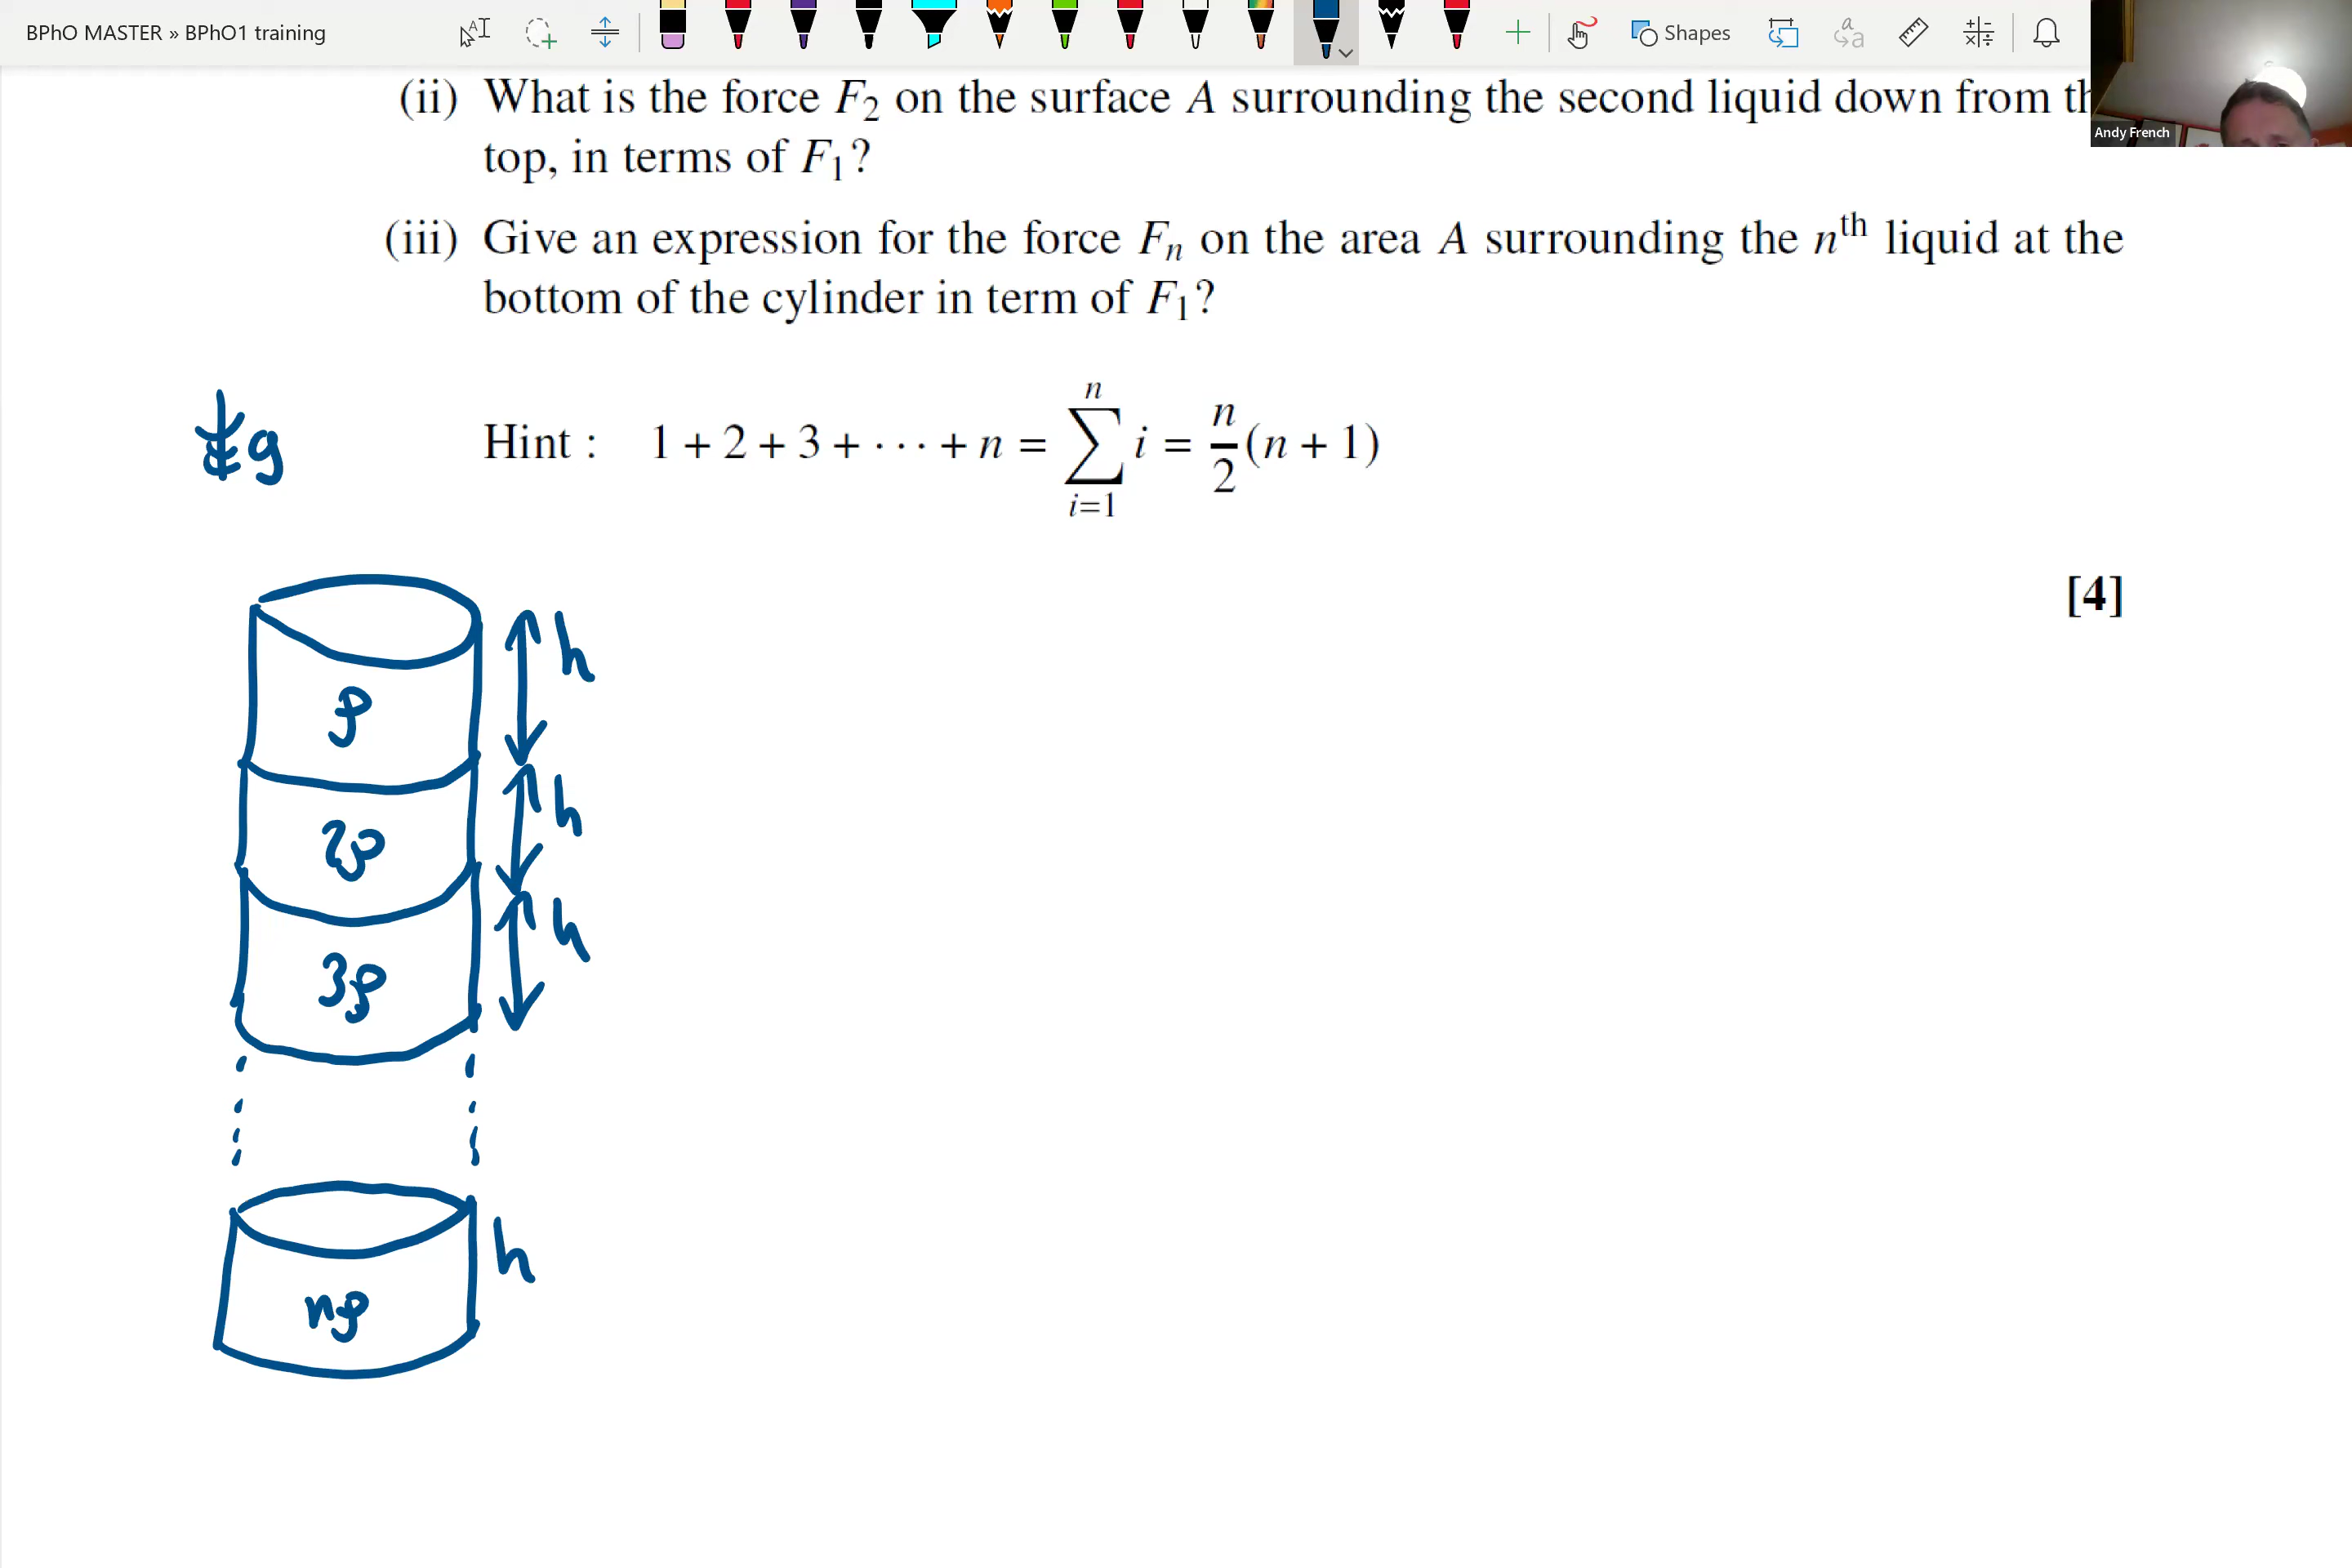 BPhO MASTER » BPhO1 training
Shapes
Andy French
(ii) What is the force F₂ on the surface A surrounding the second liquid down from th
top, in terms of F₁?
(iii) Give an expression for the force Fₙ on the area A surrounding the nᵗʰ liquid at the
bottom of the cylinder in term of F₁?
g
Hint : 1 + 2 + 3 + · · · + n = ∑ᵢ₌₁ⁿ i = n/2 (n + 1)
[4]
h
ρ
h
2ρ
h
3ρ
h
nρ